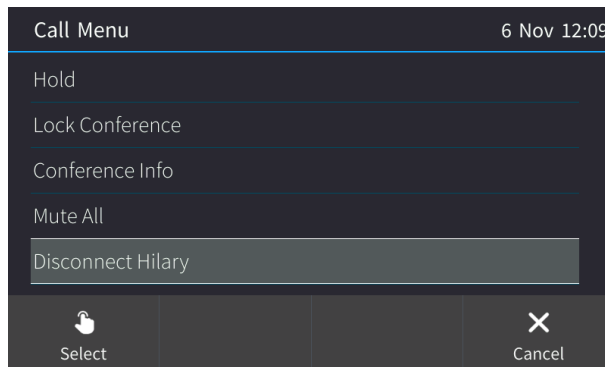 Call Menu 6 Nov 12:09
Hold
Lock Conference
Conference Info
Mute All
Disconnect Hilary
Select Cancel